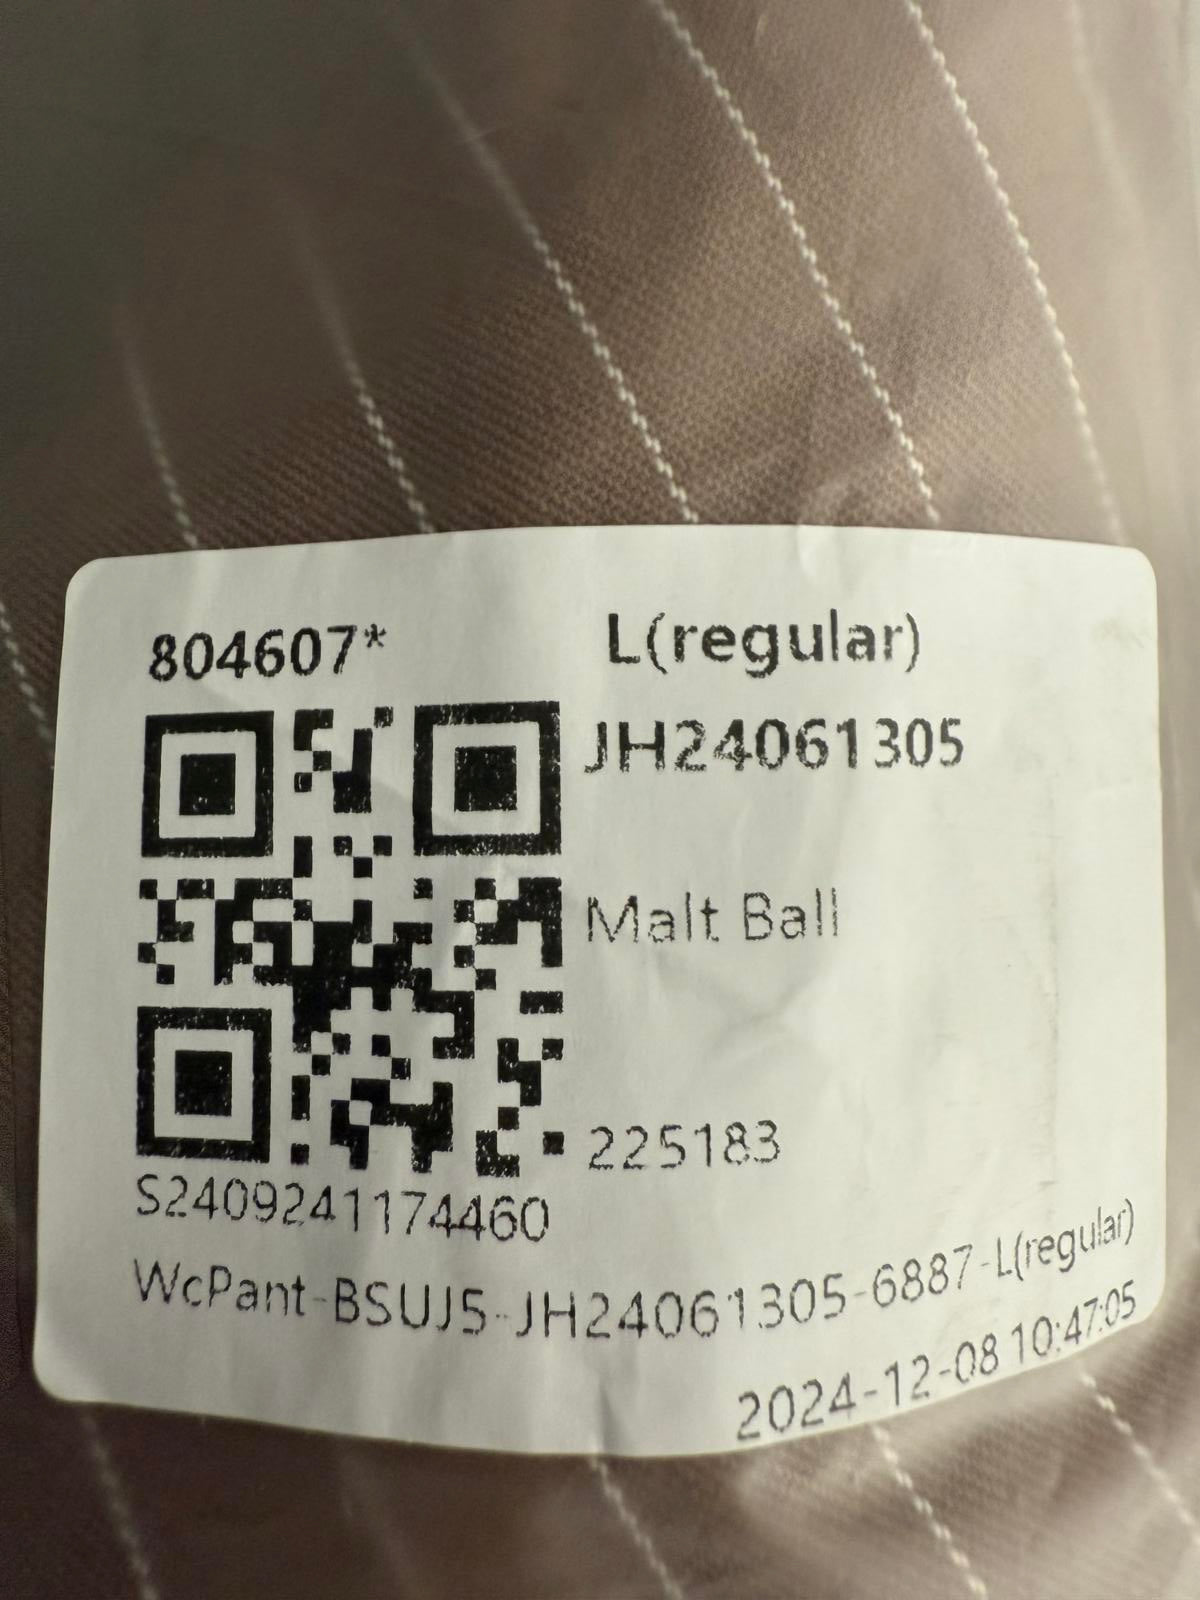 804607*
L(regular)
JH24061305
Malt Ball
225183
S2409241174460
WcPant-BSUJ5-JH24061305-6887-L(regular)
2024-12-08 10:47:05